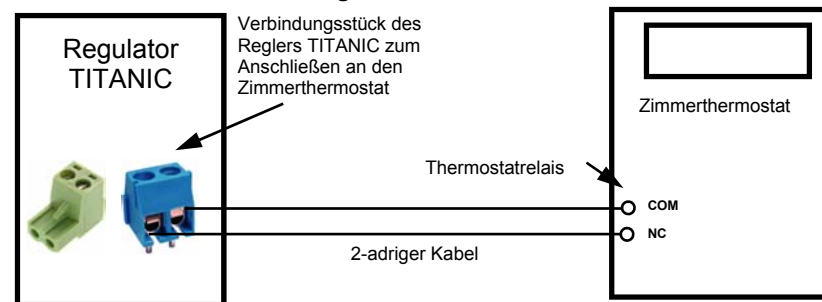 Regulator
TITANIC
Verbindungsstück des
Reglers TITANIC zum
Anschließen an den
Zimmerthermostat
Zimmerthermostat
Thermostatrelais
COM
NC
2-adriger Kabel